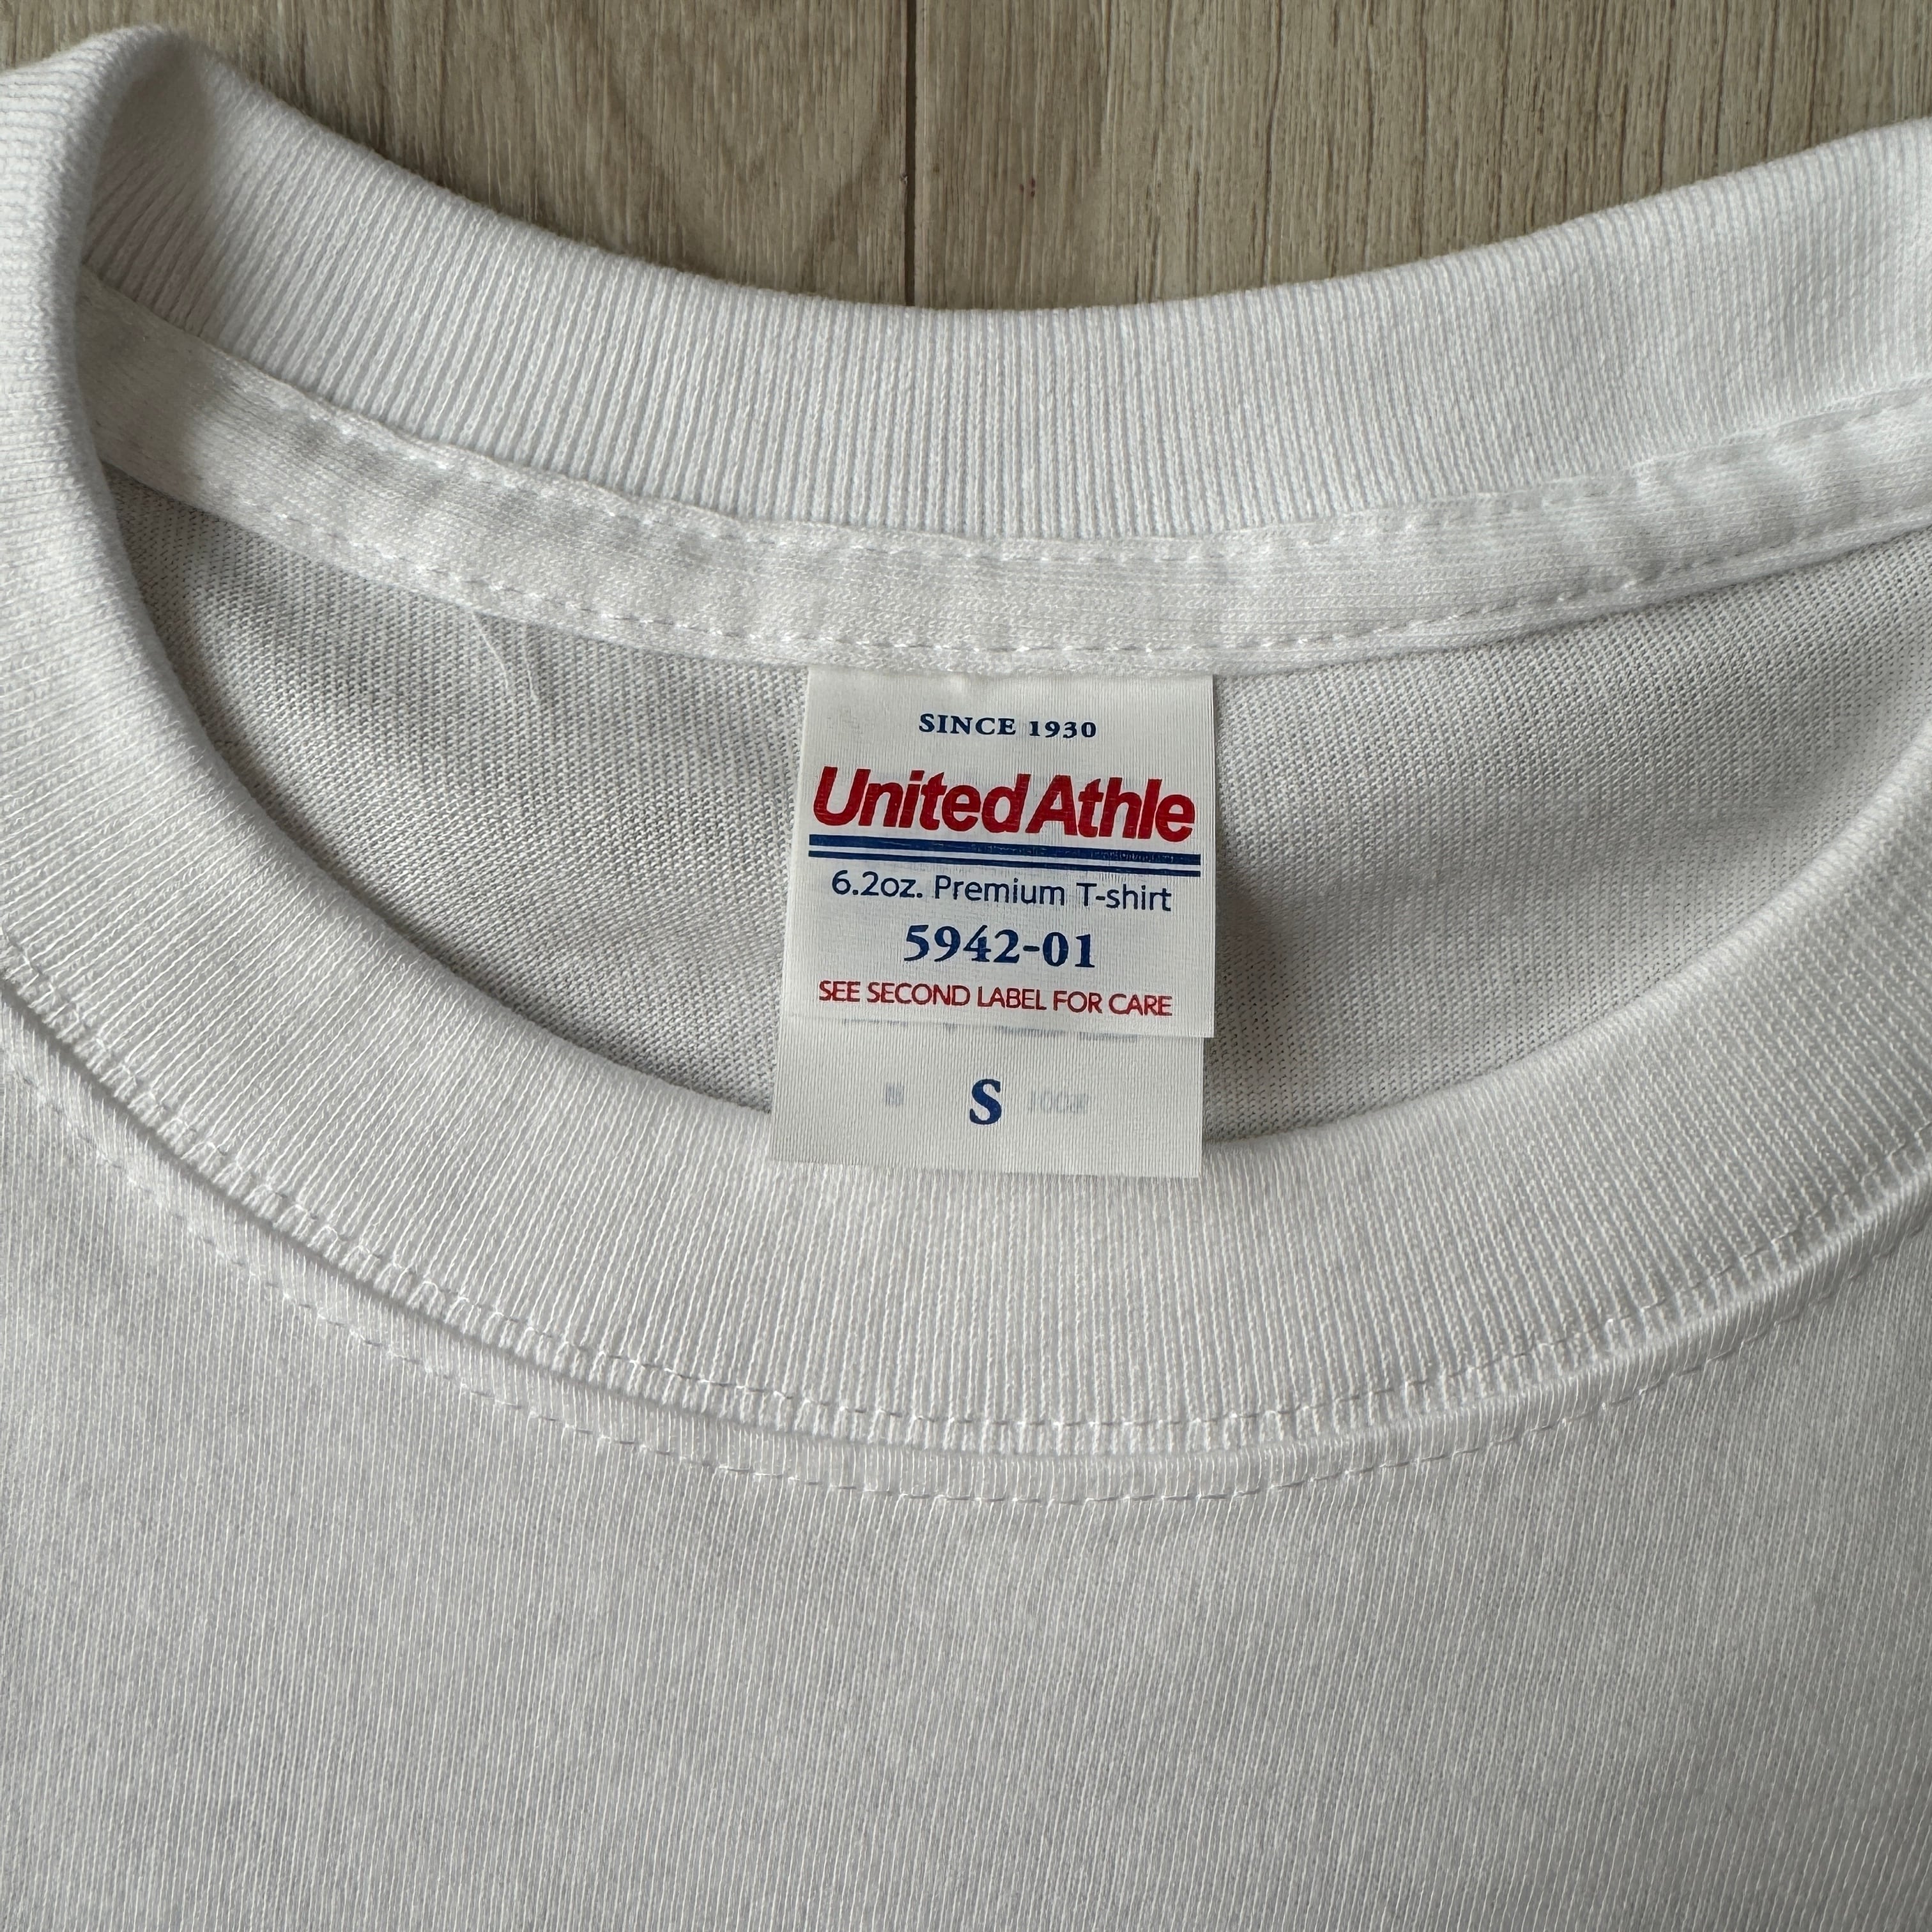 SINCE 1930
United Athle
6.2oz. Premium T-shirt
5942-01
SEE SECOND LABEL FOR CARE
S